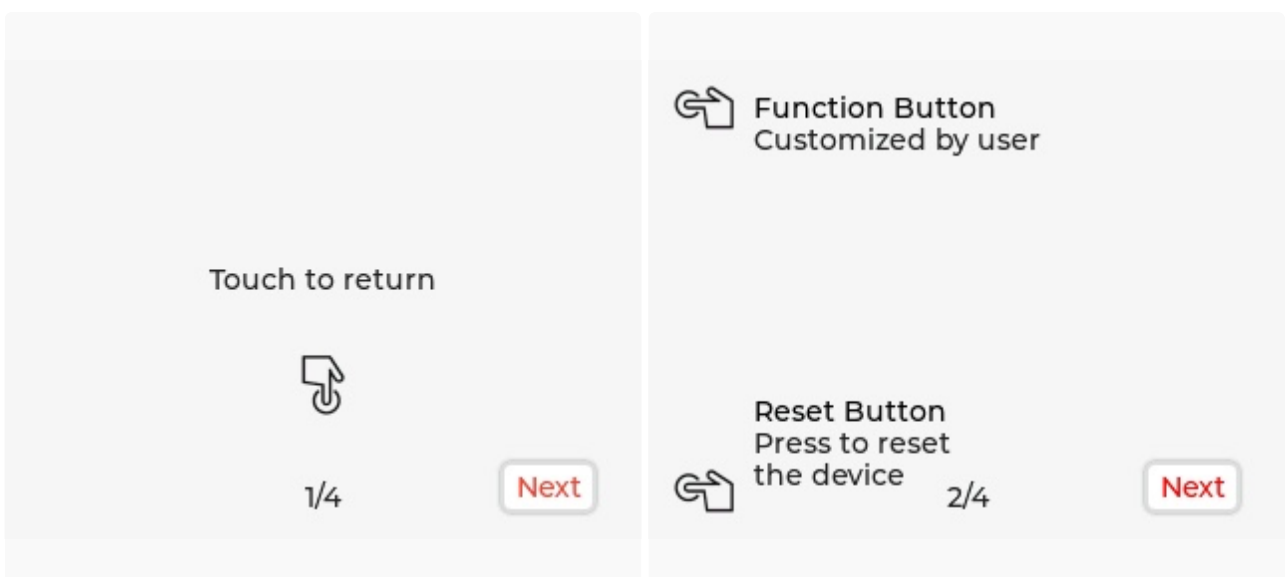 Touch to return
1/4
Next
Function Button
Customized by user
Reset Button
Press to reset
the device
2/4
Next